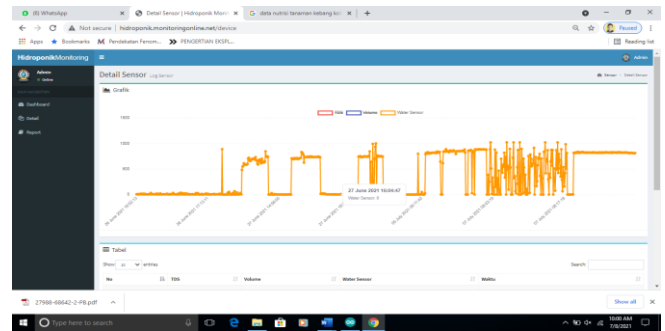 (6) WhatsApp
Detail Sensor | Hidroponik Moni
data nutrisi tanaman kebang kol
Not secure | hidroponik.monitoringonline.net/device
Paused
Apps
Bookmarks
Pendekatan Fenom...
PENGERTIAN EKSPL...
Reading list
HidroponikMonitoring
Admin
Admin
Online
Dashboard
Detail
Report
Detail Sensor Log Sensor
Sensor > Detail Sensor
Grafik
TDS
Volume
Water Sensor
1500
1000
500
0
27 June 2021 16:04:47
Water Sensor: 0
Tabel
Show entries
Search:
No
TDS
Volume
Water Sensor
Waktu
27988-68642-2-PB.pdf
Show all
Type here to search
10:00 AM
7/8/2021